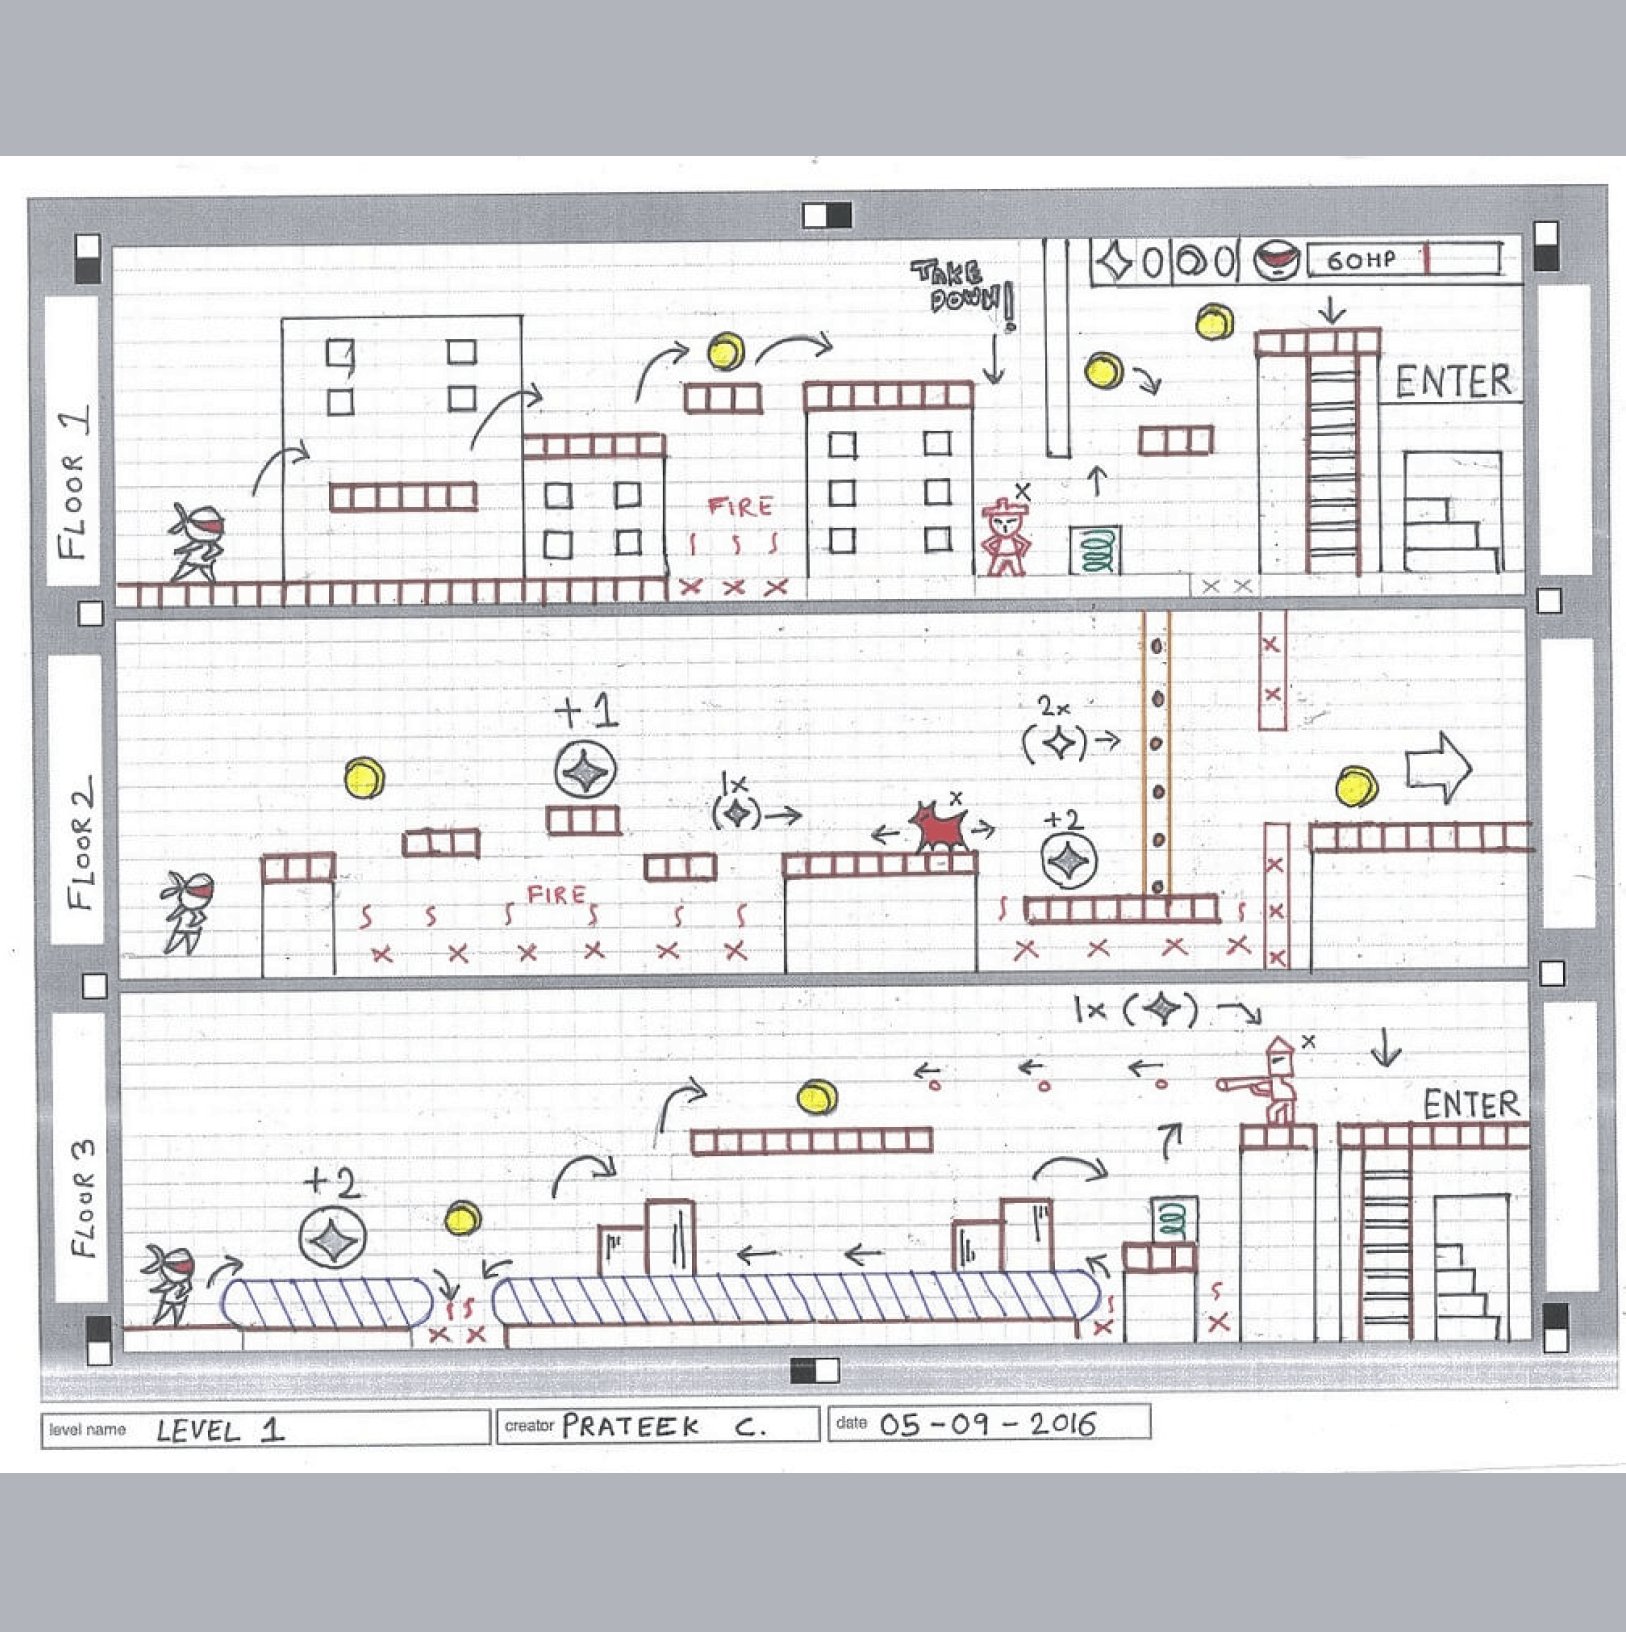 FLOOR 1
TAKE DOWN!
0 0 60HP
ENTER
FIRE
x
x x x
x x
FLOOR 2
+1
2x
( )
1x
( )
x
+2
FIRE
x x x x x x
x x x x
x
x
x
x
x
FLOOR 3
1x ( )
x
ENTER
+2
x x
x
x
level name LEVEL 1
creator PRATEEK C.
date 05-09-2016